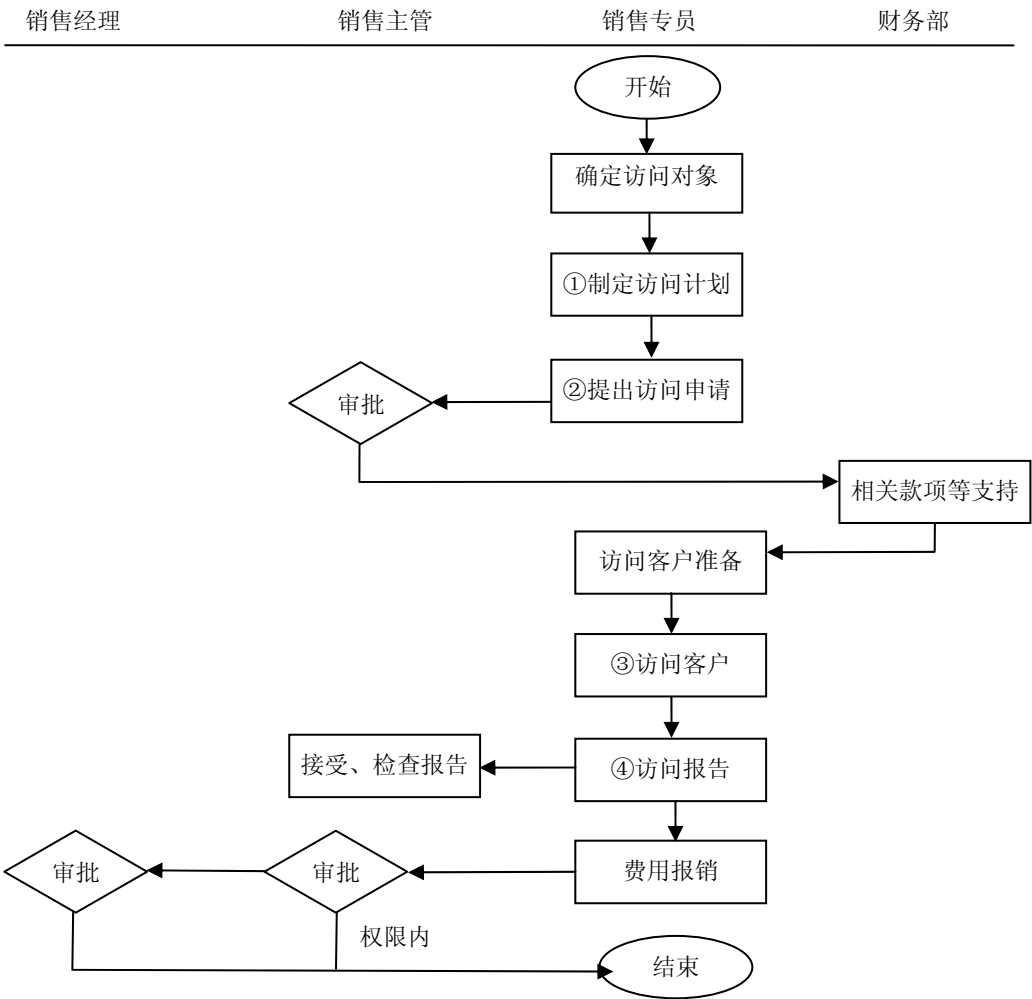 销售经理 销售主管 销售专员 财务部
开始
确定访问对象
①制定访问计划
②提出访问申请
审批
相关款项等支持
访问客户准备
③访问客户
接受、检查报告
④访问报告
审批
审批
费用报销
权限内
结束